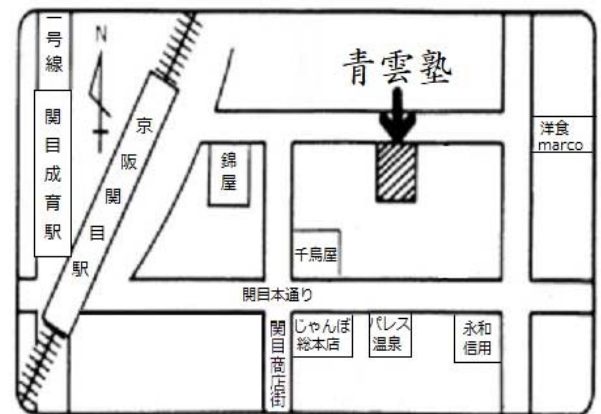 一号線
関目成育駅
N
京阪関目駅
青雲塾
錦屋
洋食
marco
千鳥屋
関目本通り
関目商店街
じゃんぼ
総本店
パレス
温泉
永和
信用